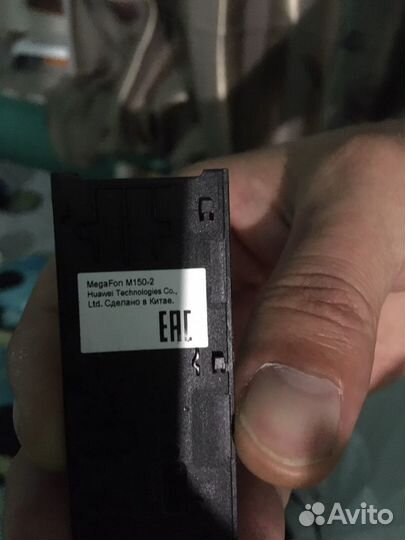 MegaFon M150-2
Huawei Technologies Co.,
Ltd. Сделано в Китае.
EAC
Avito